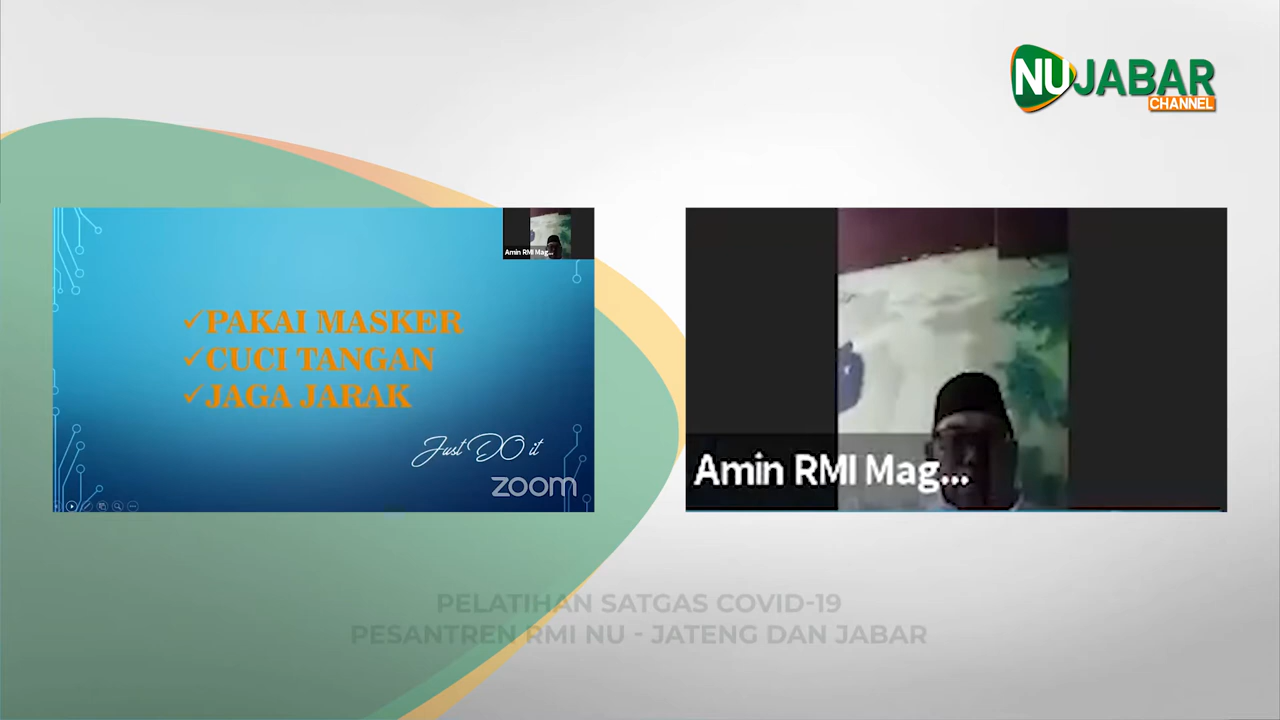 NU JABAR
CHANNEL
Amin RMI Mag...
✓PAKAI MASKER
✓CUCI TANGAN
✓JAGA JARAK
Just DO it
zoom
Amin RMI Mag...
PELATIHAN SATGAS COVID-19
PESANTREN RMI NU - JATENG DAN JABAR